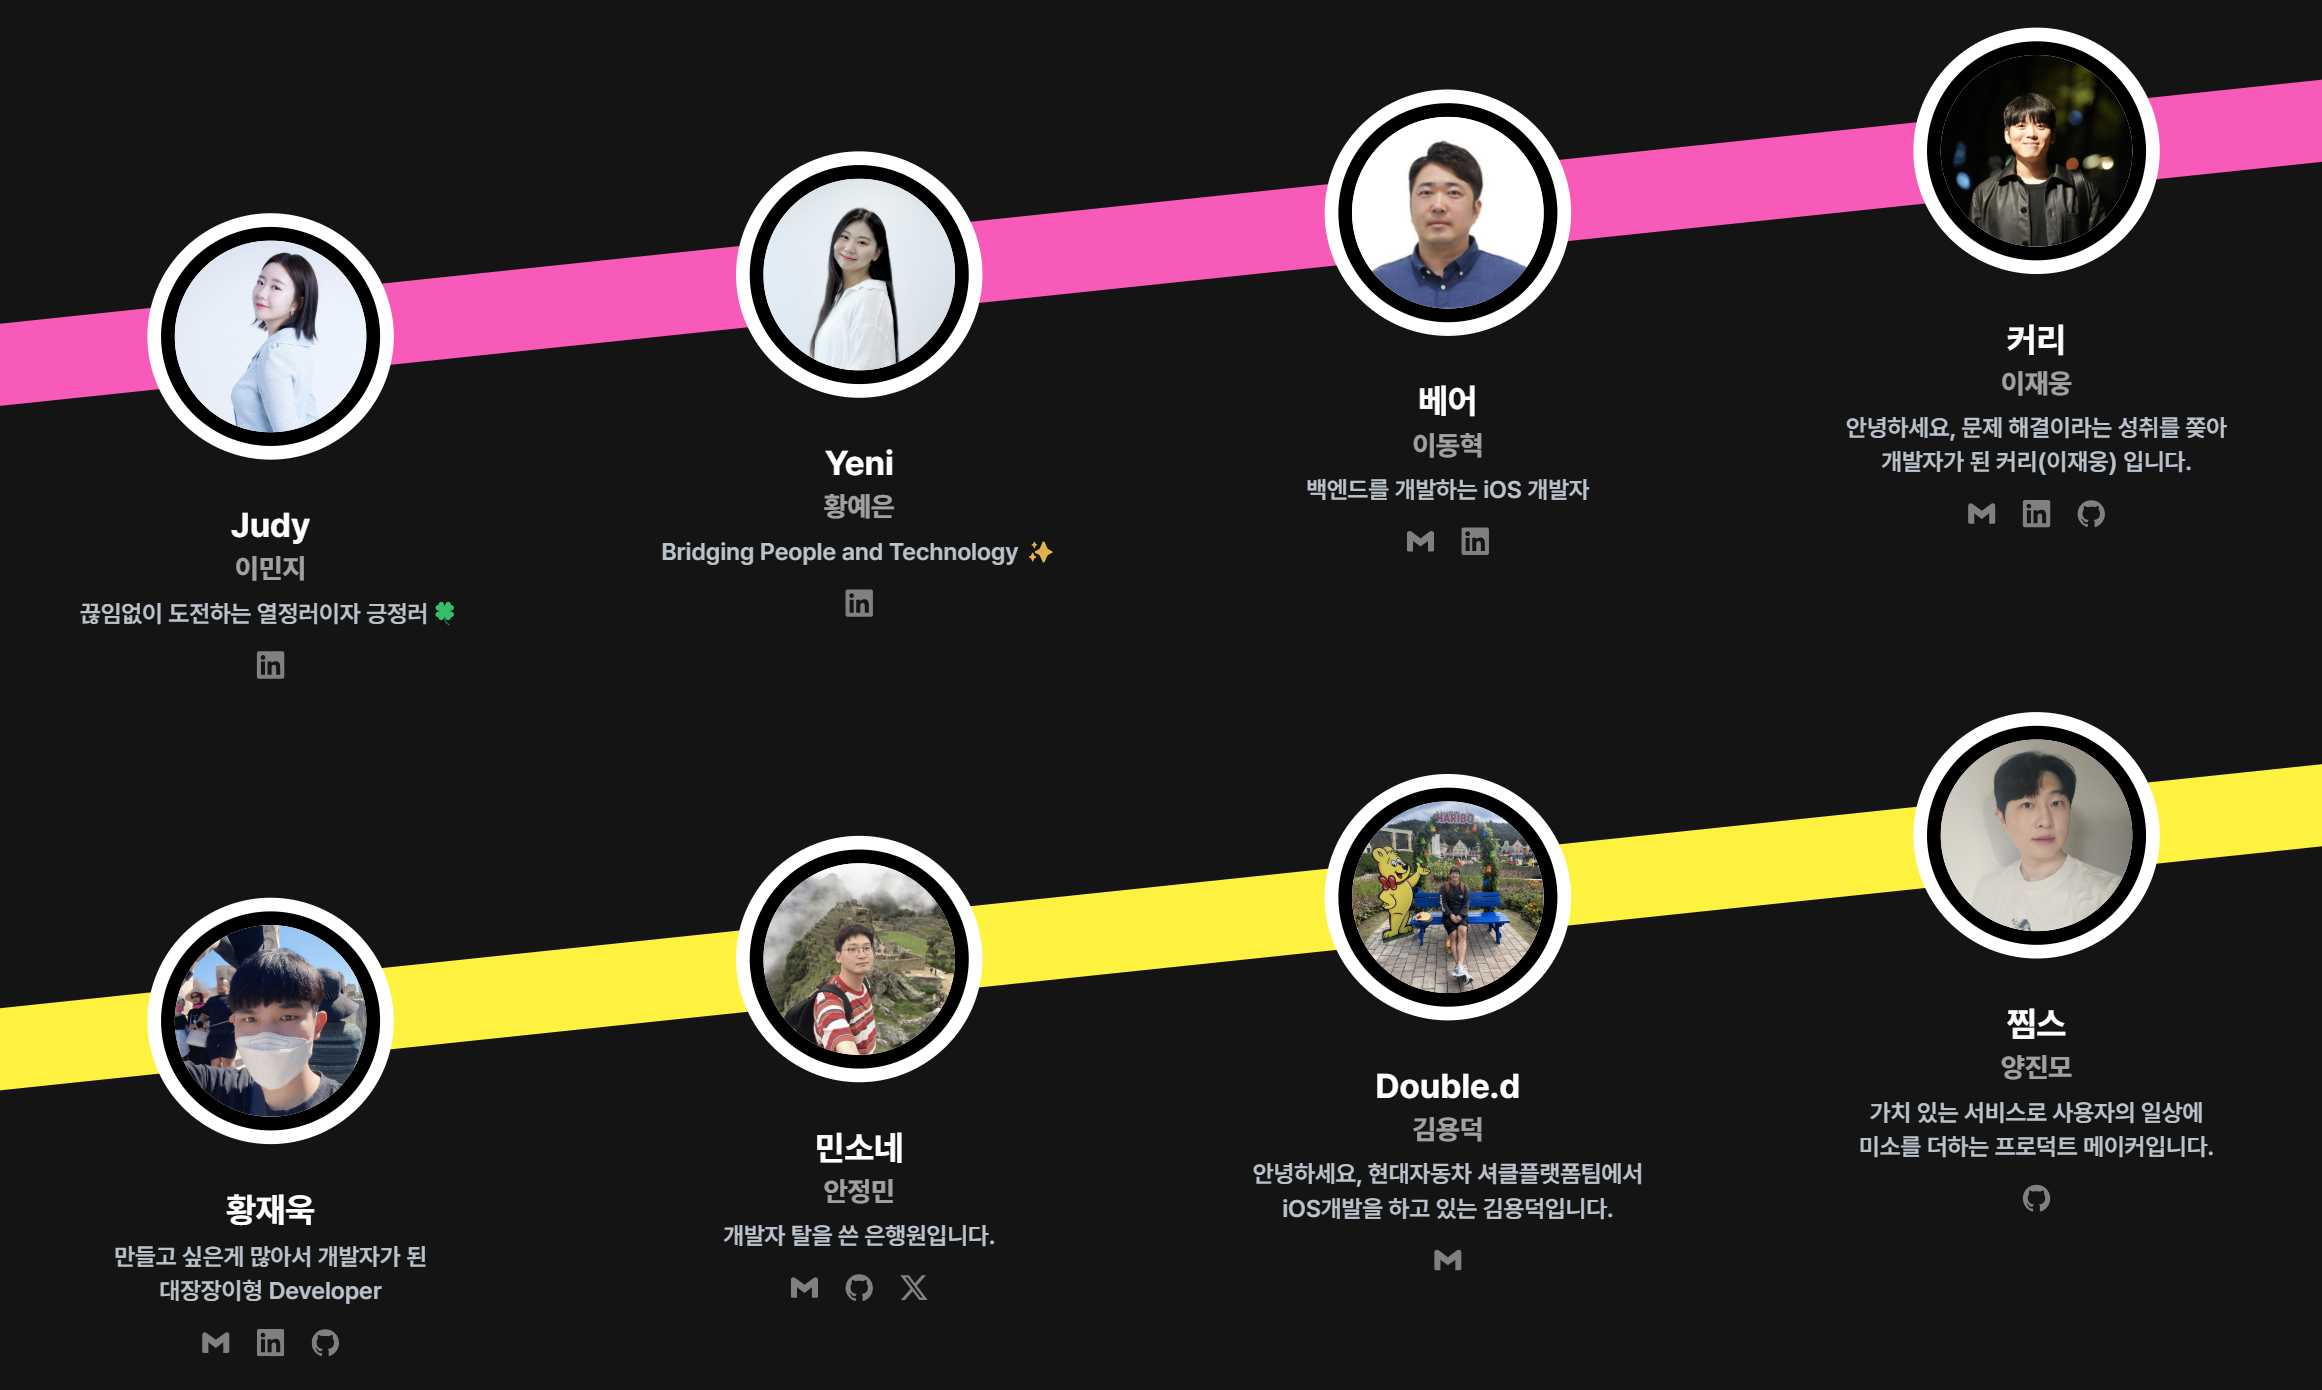 Judy
이민지
끊임없이 도전하는 열정러이자 긍정러 🍀
Yeni
황예은
Bridging People and Technology ✨
베어
이동혁
백엔드를 개발하는 iOS 개발자
커리
이재웅
안녕하세요, 문제 해결이라는 성취를 쫒아
개발자가 된 커리(이재웅) 입니다.
황재욱
만들고 싶은게 많아서 개발자가 된
대장장이형 Developer
민소네
안정민
개발자 탈을 쓴 은행원입니다.
HARIBO
Double.d
김용덕
안녕하세요, 현대자동차 셔클플랫폼팀에서
iOS개발을 하고 있는 김용덕입니다.
찜스
양진모
가치 있는 서비스로 사용자의 일상에
미소를 더하는 프로덕트 메이커입니다.